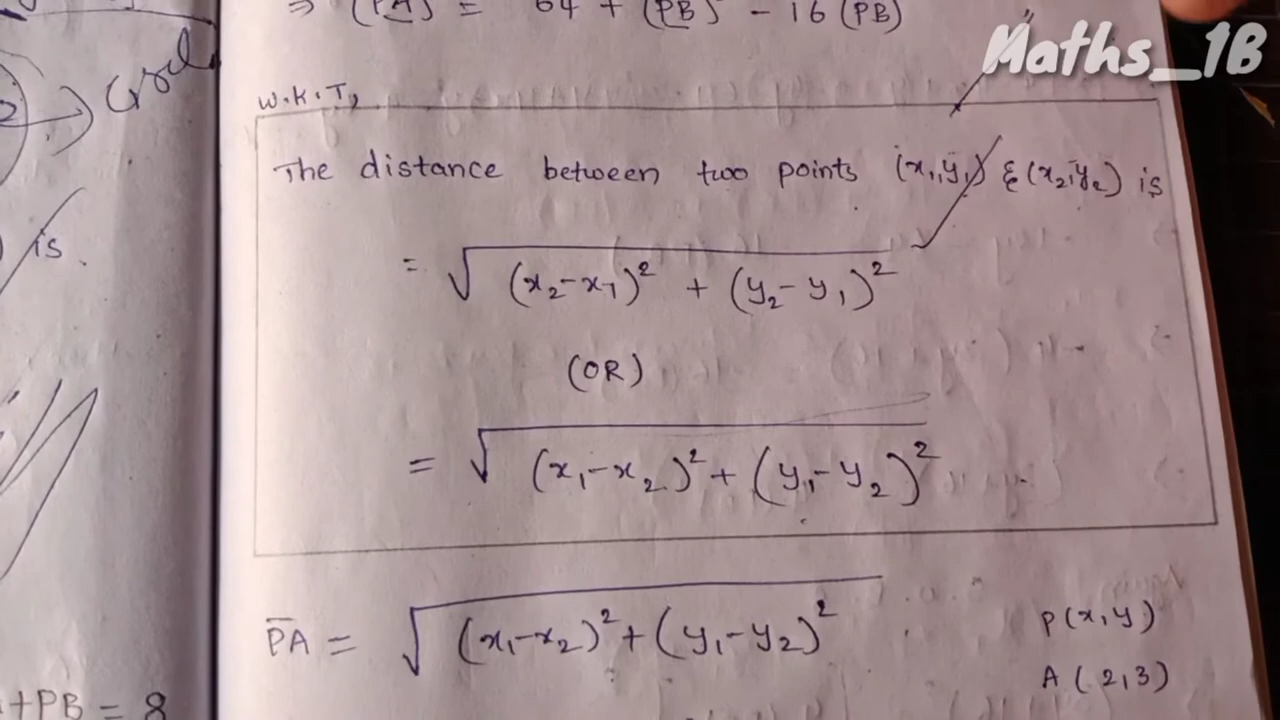 ⇒ (PA)² = 64 + (PB)² - 16 (PB)
Maths_1B
W.K.T,
The distance between two points (x₁,y₁) & (x₂,y₂) is
= √(x₂-x₁)² + (y₂-y₁)²
(OR)
= √(x₁-x₂)² + (y₁-y₂)²
PA = √(x₁-x₂)² + (y₁-y₂)²
P(x,y)
A(2,3)
is.
+PB = 8